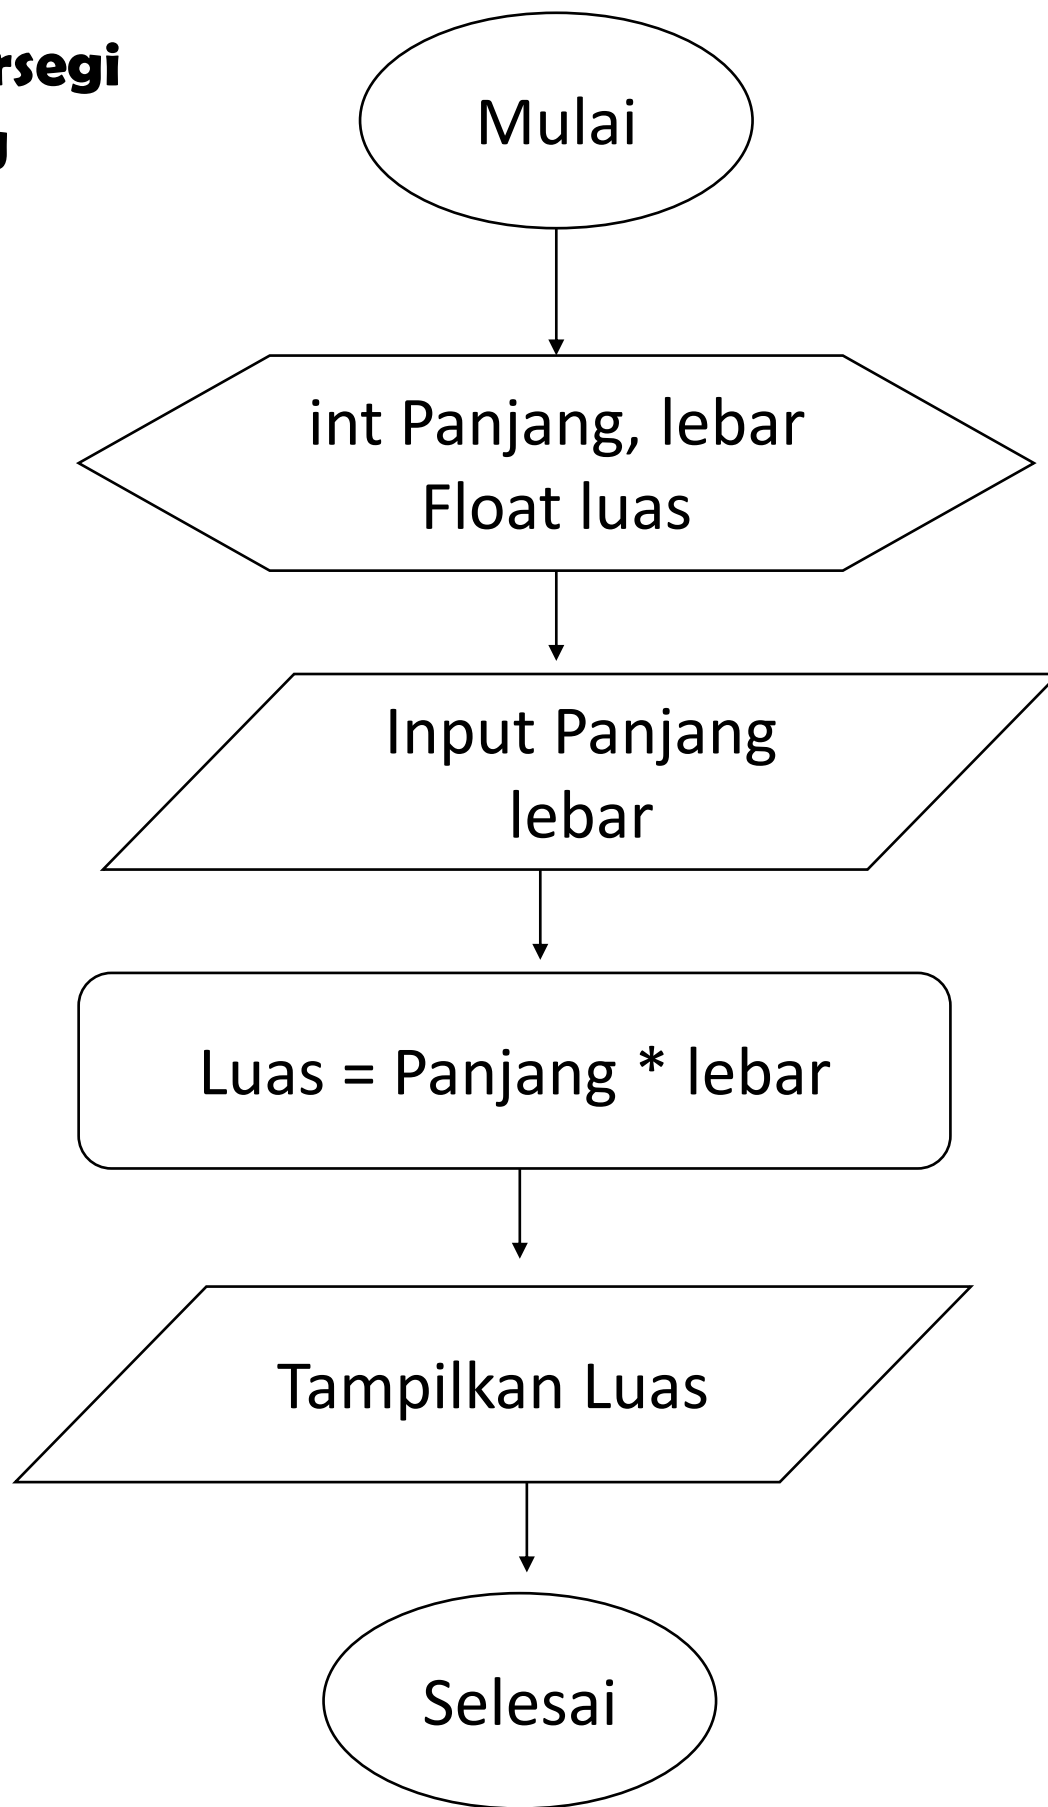 rsegi
g
Mulai
int Panjang, lebar
Float luas
Input Panjang
lebar
Luas = Panjang * lebar
Tampilkan Luas
Selesai